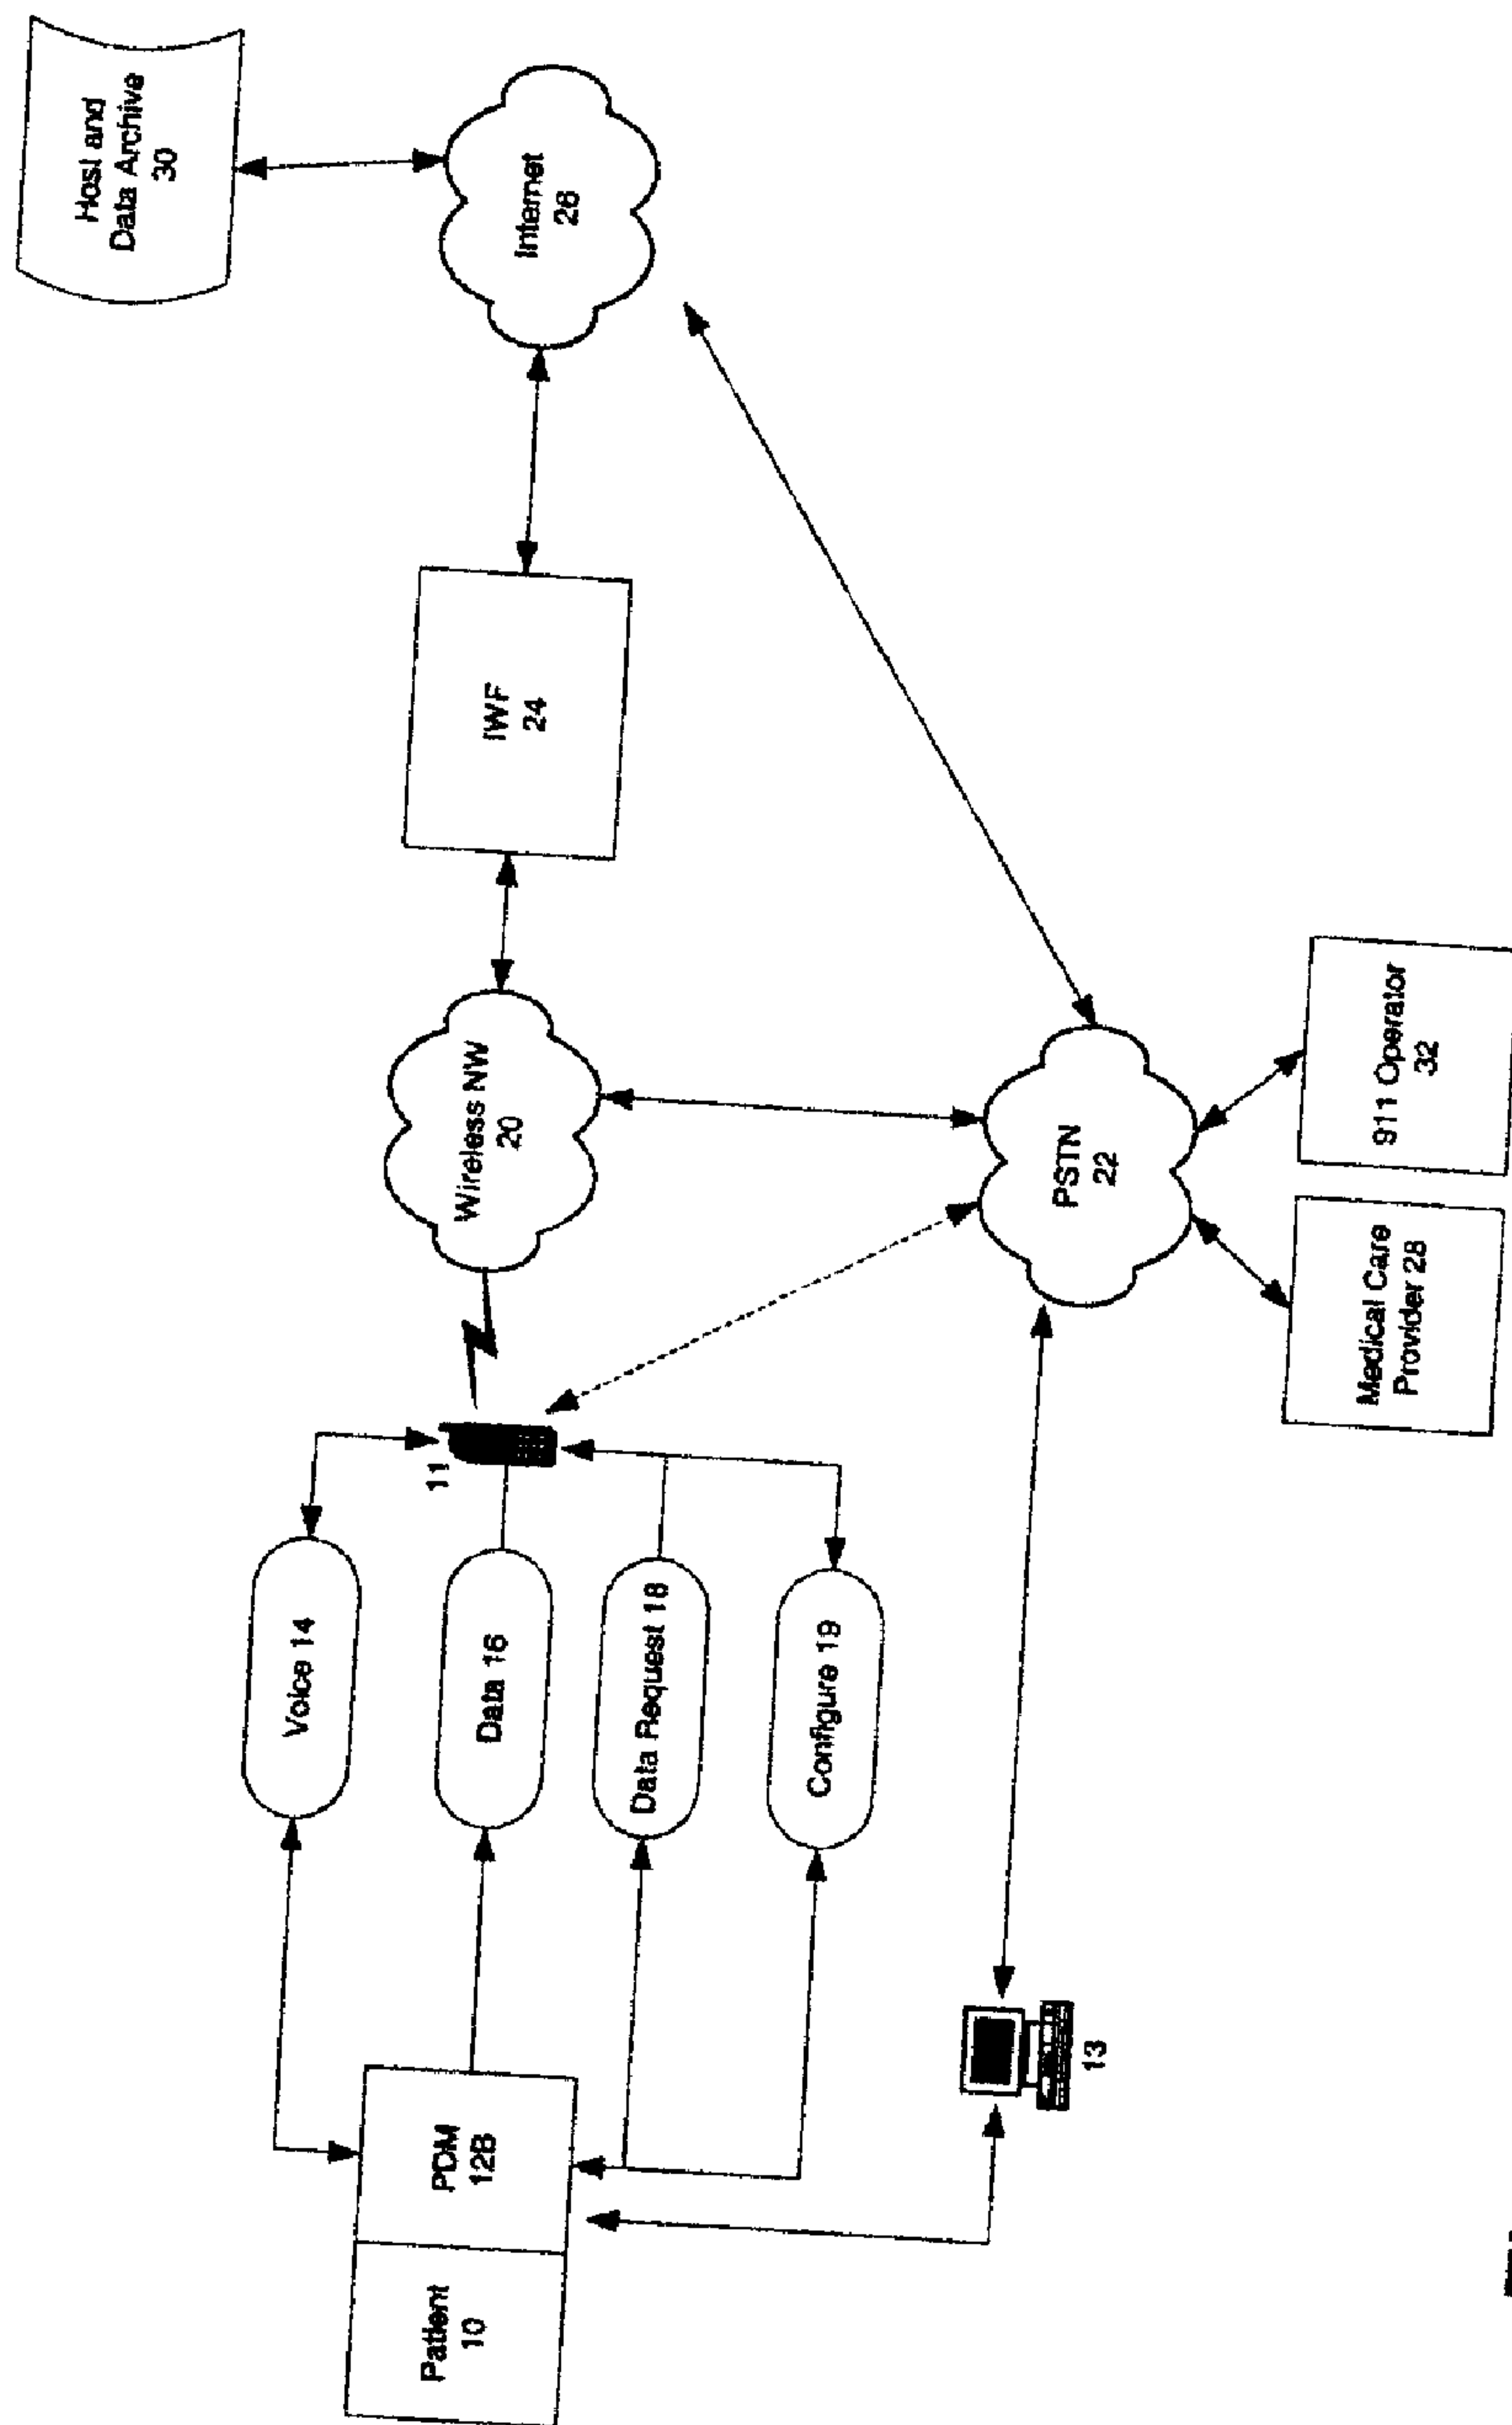 Patient
10
PDM
12B
Voice 14
Data 16
Data Request 18
Configure 19
11
13
Wireless NW
20
IWF
24
Internet
26
Host and
Data Archive
30
PSTN
22
Medical Care
Provider 28
911 Operator
32